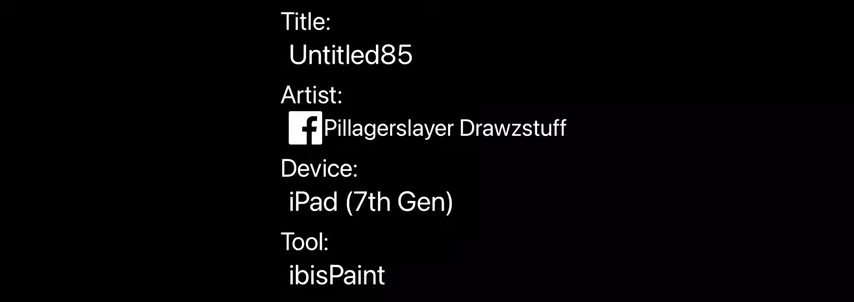 Title:
Untitled85
Artist:
Pillagerslayer Drawzstuff
Device:
iPad (7th Gen)
Tool:
ibisPaint